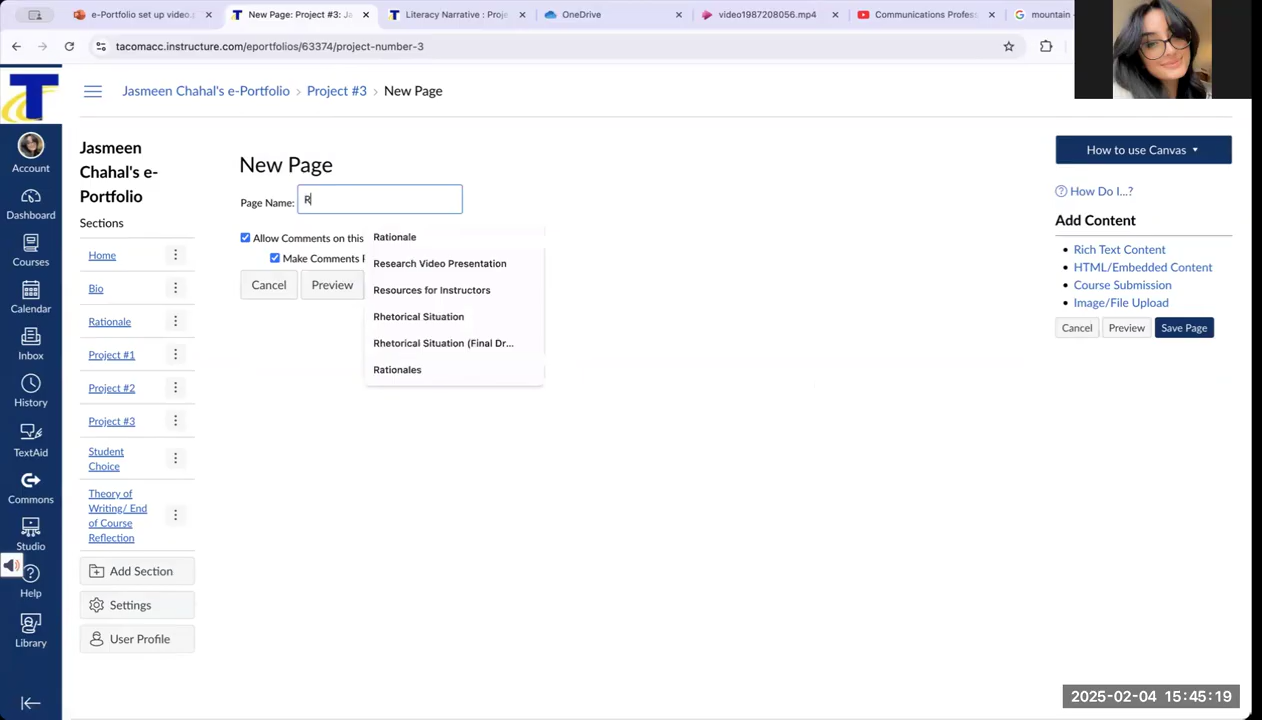 e-Portfolio set up video.p
New Page: Project #3: Ja
Literacy Narrative : Proje
OneDrive
video1987208056.mp4
Communications Profess
mountain -
tacomacc.instructure.com/eportfolios/63374/project-number-3
T
Account
Dashboard
Courses
Calendar
Inbox
History
TextAid
Commons
Studio
Help
Library
Jasmeen Chahal's e-Portfolio > Project #3 > New Page
Jasmeen
Chahal's e-
Portfolio
Sections
Home
Bio
Rationale
Project #1
Project #2
Project #3
Student
Choice
Theory of
Writing/ End
of Course
Reflection
Add Section
Settings
User Profile
New Page
Page Name: R
Allow Comments on this
Make Comments P
Cancel
Preview
Rationale
Research Video Presentation
Resources for Instructors
Rhetorical Situation
Rhetorical Situation (Final Dr...
Rationales
How to use Canvas
How Do I...?
Add Content
Rich Text Content
HTML/Embedded Content
Course Submission
Image/File Upload
Cancel
Preview
Save Page
2025-02-04 15:45:19